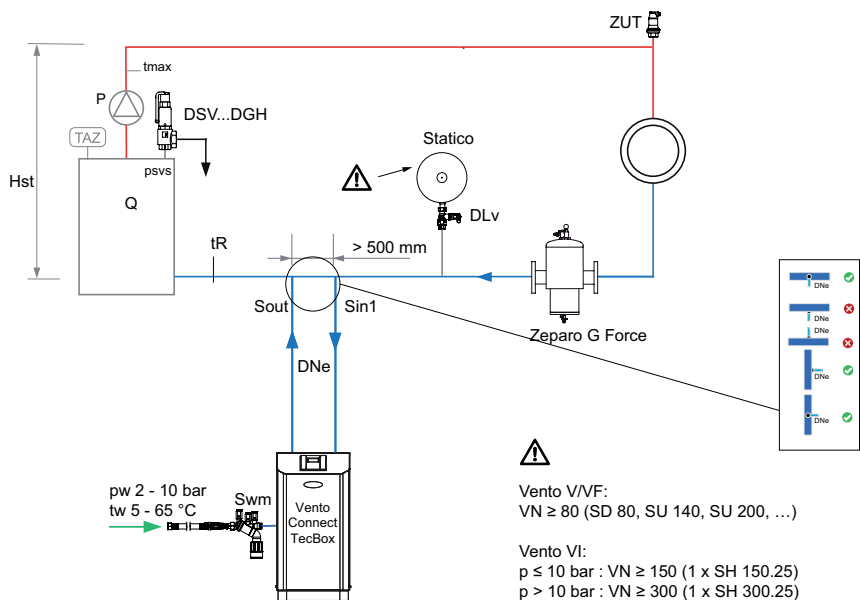 ZUT
tmax
P
DSV...DGH
TAZ
Statico
psvs
Hst
Q
DLv
tR
> 500 mm
Sout
Sin1
Zeparo G Force
DNe
DNe
DNe
DNe
DNe
DNe
pw 2 - 10 bar
tw 5 - 65 °C
Swm
Vento
Connect
TecBox
Vento V/VF:
VN ≥ 80 (SD 80, SU 140, SU 200, …)
Vento VI:
p ≤ 10 bar : VN ≥ 150 (1 x SH 150.25)
p > 10 bar : VN ≥ 300 (1 x SH 300.25)